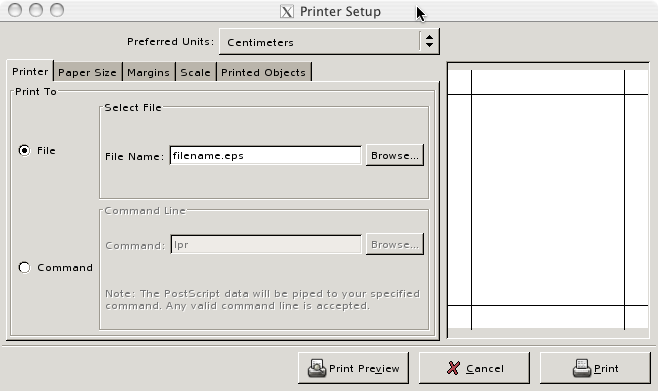 Printer Setup
Preferred Units: Centimeters
Printer Paper Size Margins Scale Printed Objects
Print To
Select File
File
File Name: filename.eps Browse...
Command Line
Command: lpr Browse...
Command
Note: The PostScript data will be piped to your specified
command. Any valid command line is accepted.
Print Preview Cancel Print